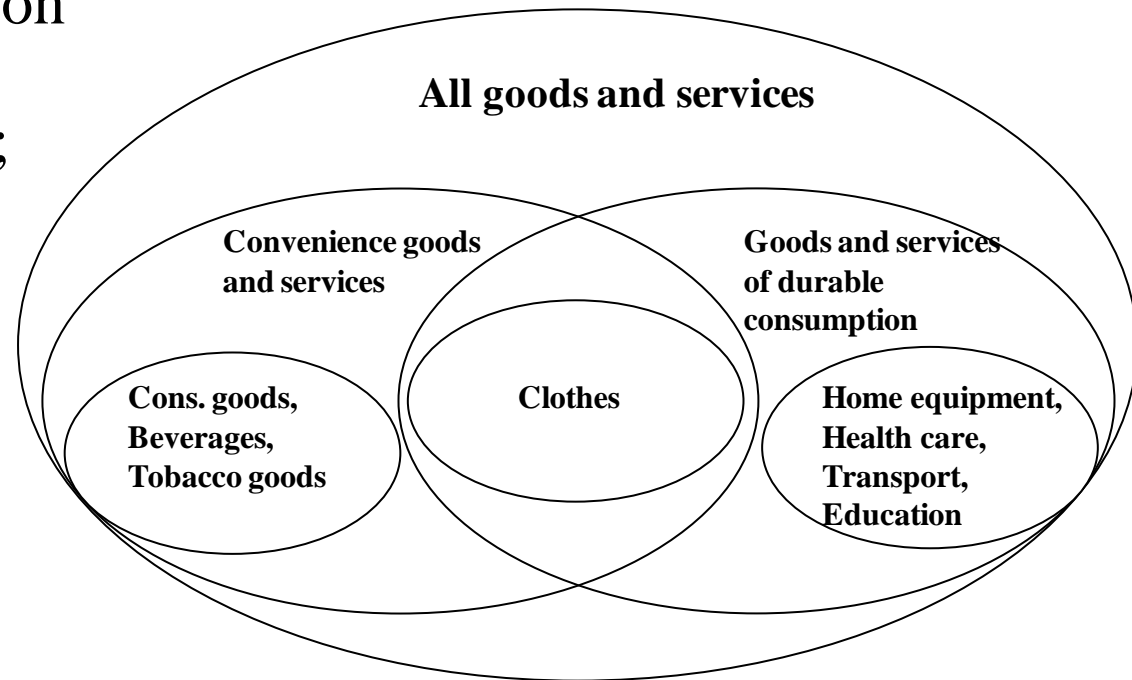 on
;
All goods and services
Convenience goods
and services
Goods and services
of durable
consumption
Cons. goods,
Beverages,
Tobacco goods
Clothes
Home equipment,
Health care,
Transport,
Education